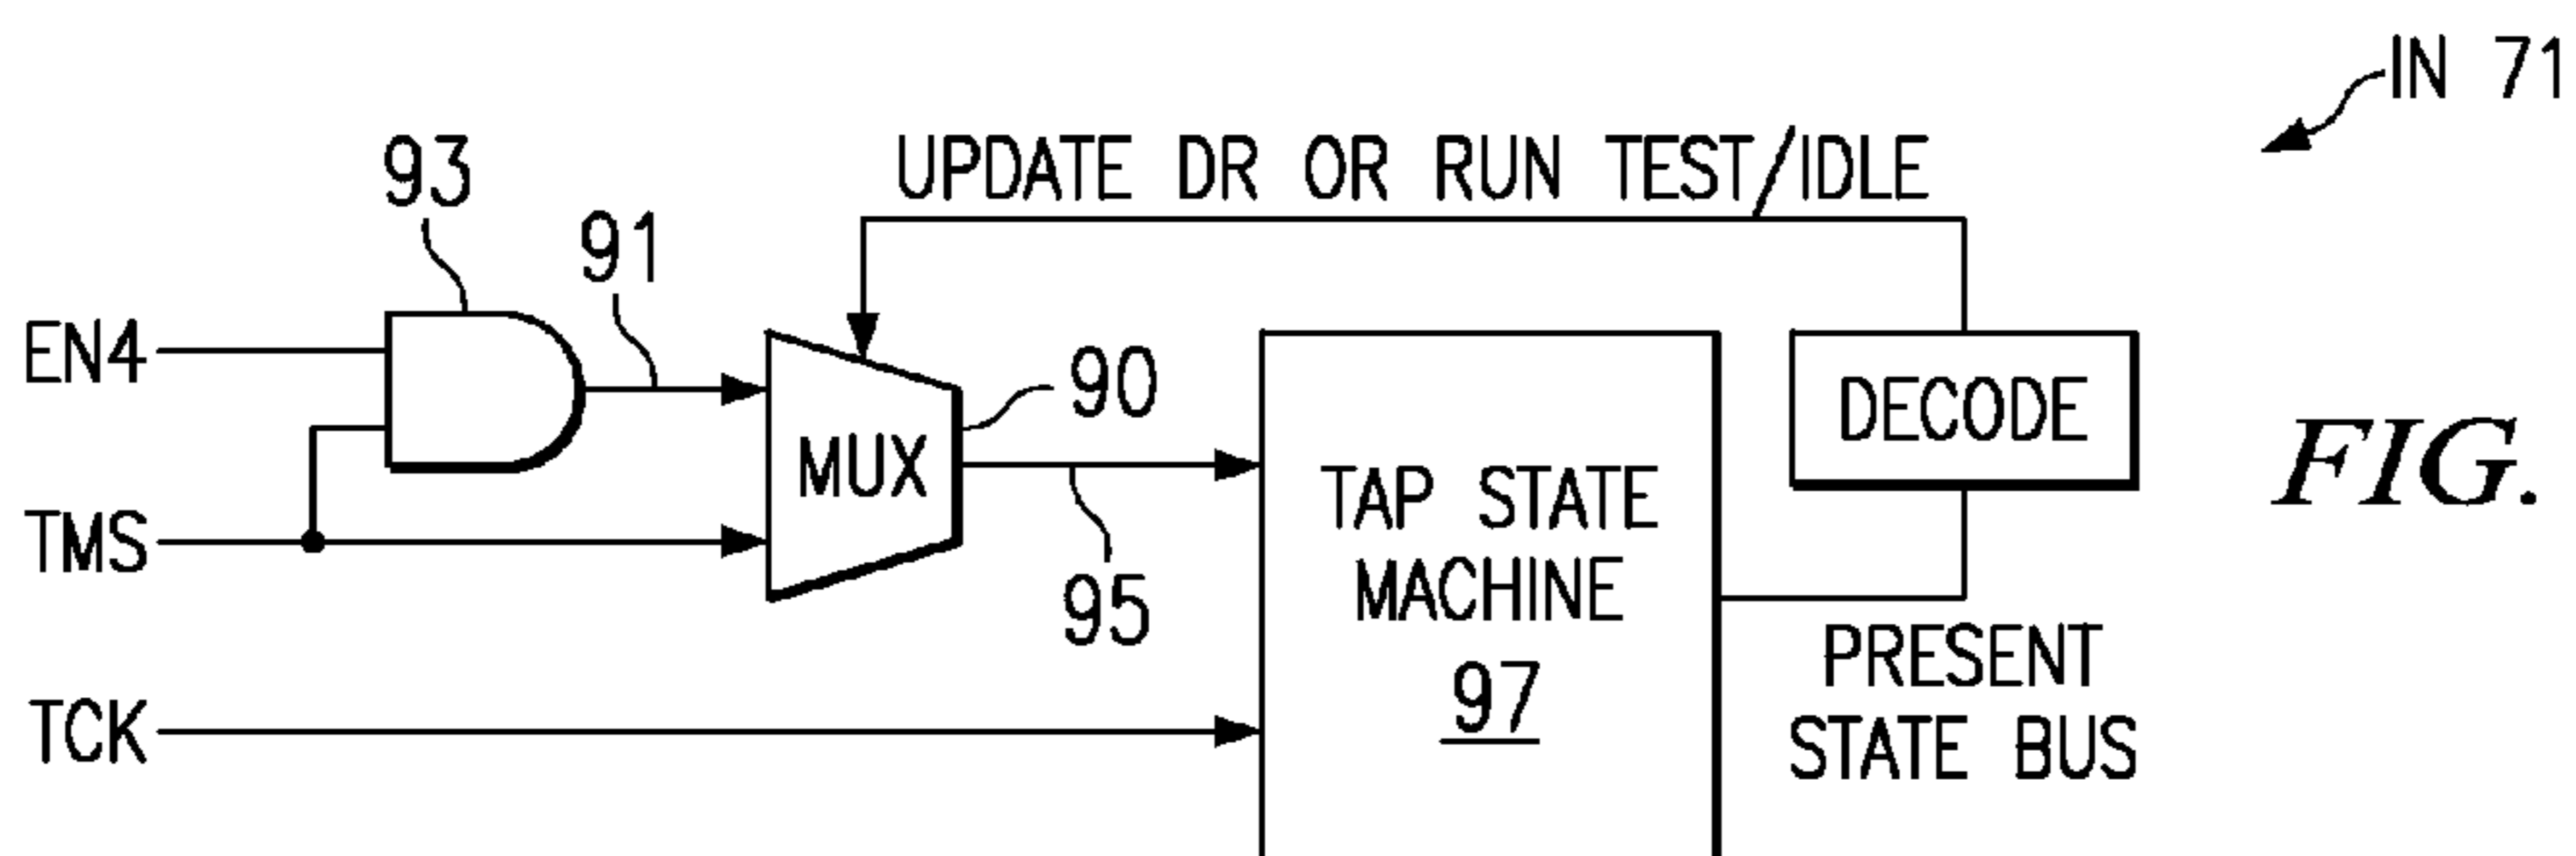 IN 71
UPDATE DR OR RUN TEST/IDLE
93
91
EN4
90
MUX
DECODE
FIG.
TAP STATE
MACHINE
97
TMS
95
PRESENT
STATE BUS
TCK